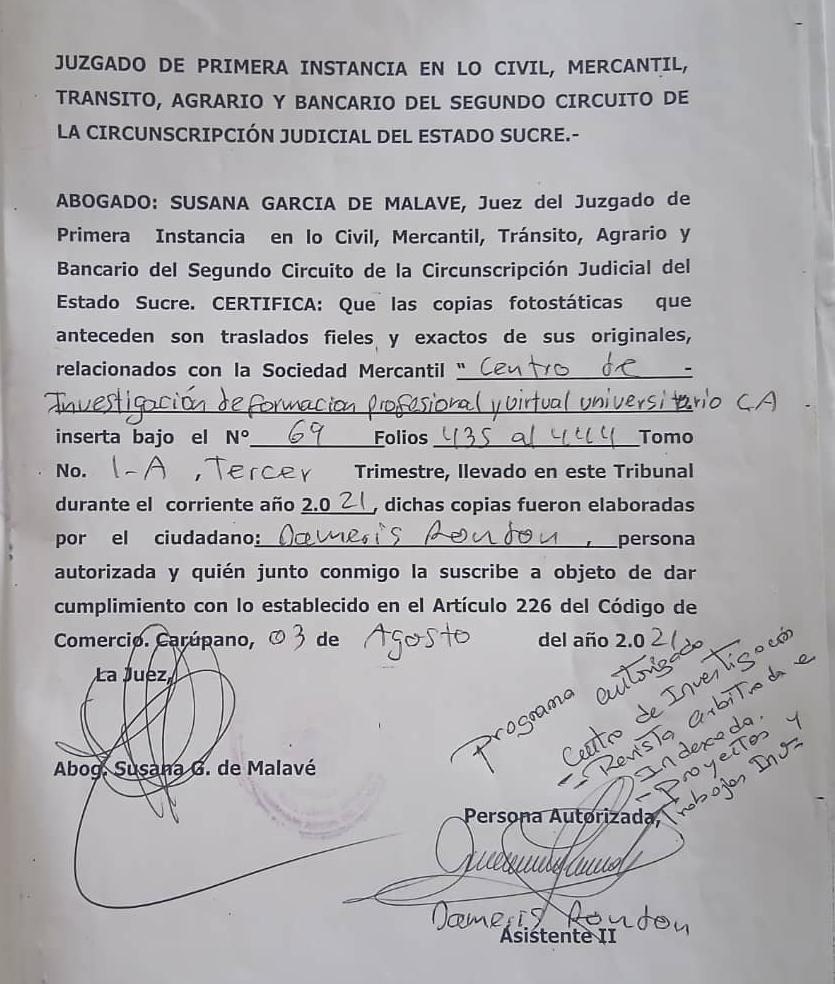 JUZGADO DE PRIMERA INSTANCIA EN LO CIVIL, MERCANTIL,
TRANSITO, AGRARIO Y BANCARIO DEL SEGUNDO CIRCUITO DE
LA CIRCUNSCRIPCIÓN JUDICIAL DEL ESTADO SUCRE.-
ABOGADO: SUSANA GARCIA DE MALAVE, Juez del Juzgado de
Primera Instancia en lo Civil, Mercantil, Tránsito, Agrario y
Bancario del Segundo Circuito de la Circunscripción Judicial del
Estado Sucre. CERTIFICA: Que las copias fotostáticas que
anteceden son traslados fieles y exactos de sus originales,
relacionados con la Sociedad Mercantil " Centro de -
Investigación de formacion profesional y virtual universitario C.A
inserta bajo el N° 69 Folios 435 al 444 Tomo
No. I-A , Tercer Trimestre, llevado en este Tribunal
durante el corriente año 2.0 21, dichas copias fueron elaboradas
por el ciudadano: Dameris Rondon, persona
autorizada y quién junto conmigo la suscribe a objeto de dar
cumplimiento con lo establecido en el Artículo 226 del Código de
Comercio. Carúpano, 03 de Agosto del año 2.0 21
La Juez,
Abog. Susana G. de Malavé
Programa autorizado
Centro de Investigación
- Revista arbitrada e
Indexada.
- Proyectos y
Trabajos
Persona Autorizada,
Dameris Rondon
Asistente II